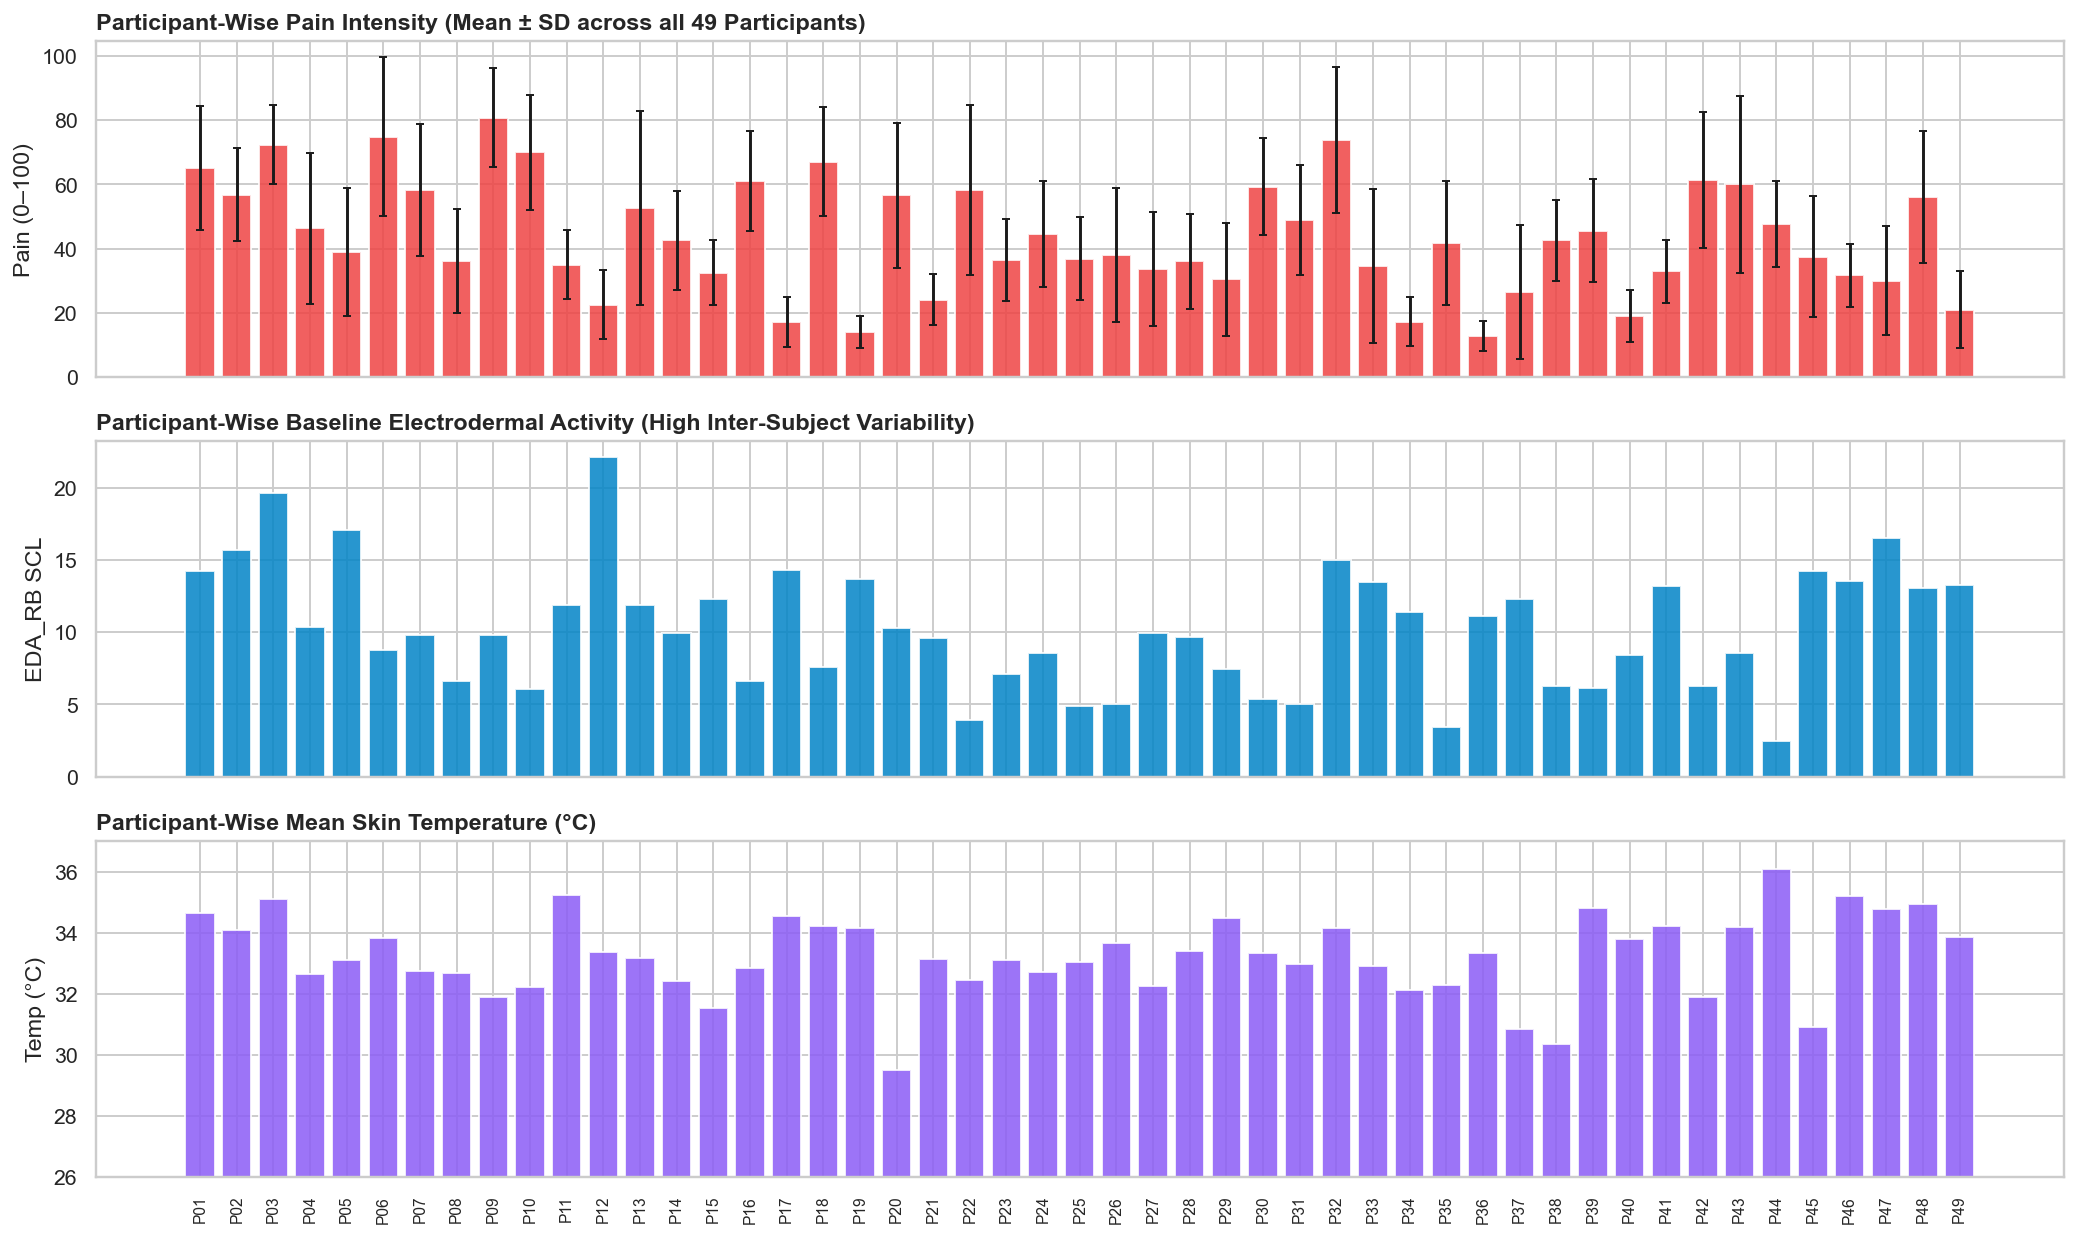 Participant-Wise Pain Intensity (Mean ± SD across all 49 Participants)
Pain (0–100)
100
80
60
40
20
0
Participant-Wise Baseline Electrodermal Activity (High Inter-Subject Variability)
EDA_RB SCL
20
15
10
5
0
Participant-Wise Mean Skin Temperature (°C)
Temp (°C)
36
34
32
30
28
26
P01 P02 P03 P04 P05 P06 P07 P08 P09 P10 P11 P12 P13 P14 P15 P16 P17 P18 P19 P20 P21 P22 P23 P24 P25 P26 P27 P28 P29 P30 P31 P32 P33 P34 P35 P36 P37 P38 P39 P40 P41 P42 P43 P44 P45 P46 P47 P48 P49